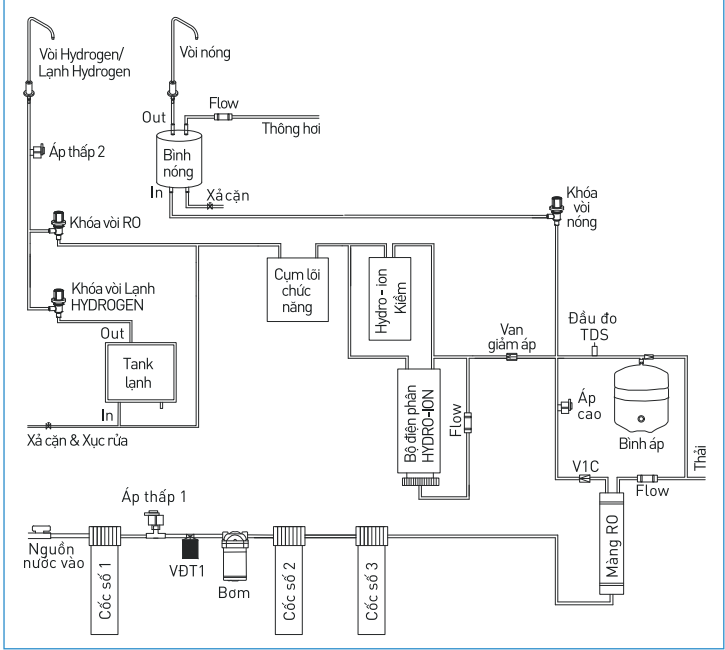 Vòi Hydrogen/
Lạnh Hydrogen
Vòi nóng
Out
Flow
Thông hơi
Áp thấp 2
Bình
nóng
In
Xả cặn
Khóa
vòi
nóng
Khóa vòi RO
Cụm lõi
chức
năng
Hydro-ion
Kiềm
Khóa vòi Lạnh
HYDROGEN
Out
Tank
lạnh
In
Xả cặn & Xục rửa
Van
giảm áp
Đầu đo
TDS
Bộ điện phân
HYDRO-ION
Flow
Áp
cao
Bình áp
Thải
V1C
Flow
Màng RO
Áp thấp 1
Nguồn
nước vào
Cốc số 1
VĐT1
Bơm
Cốc số 2
Cốc số 3